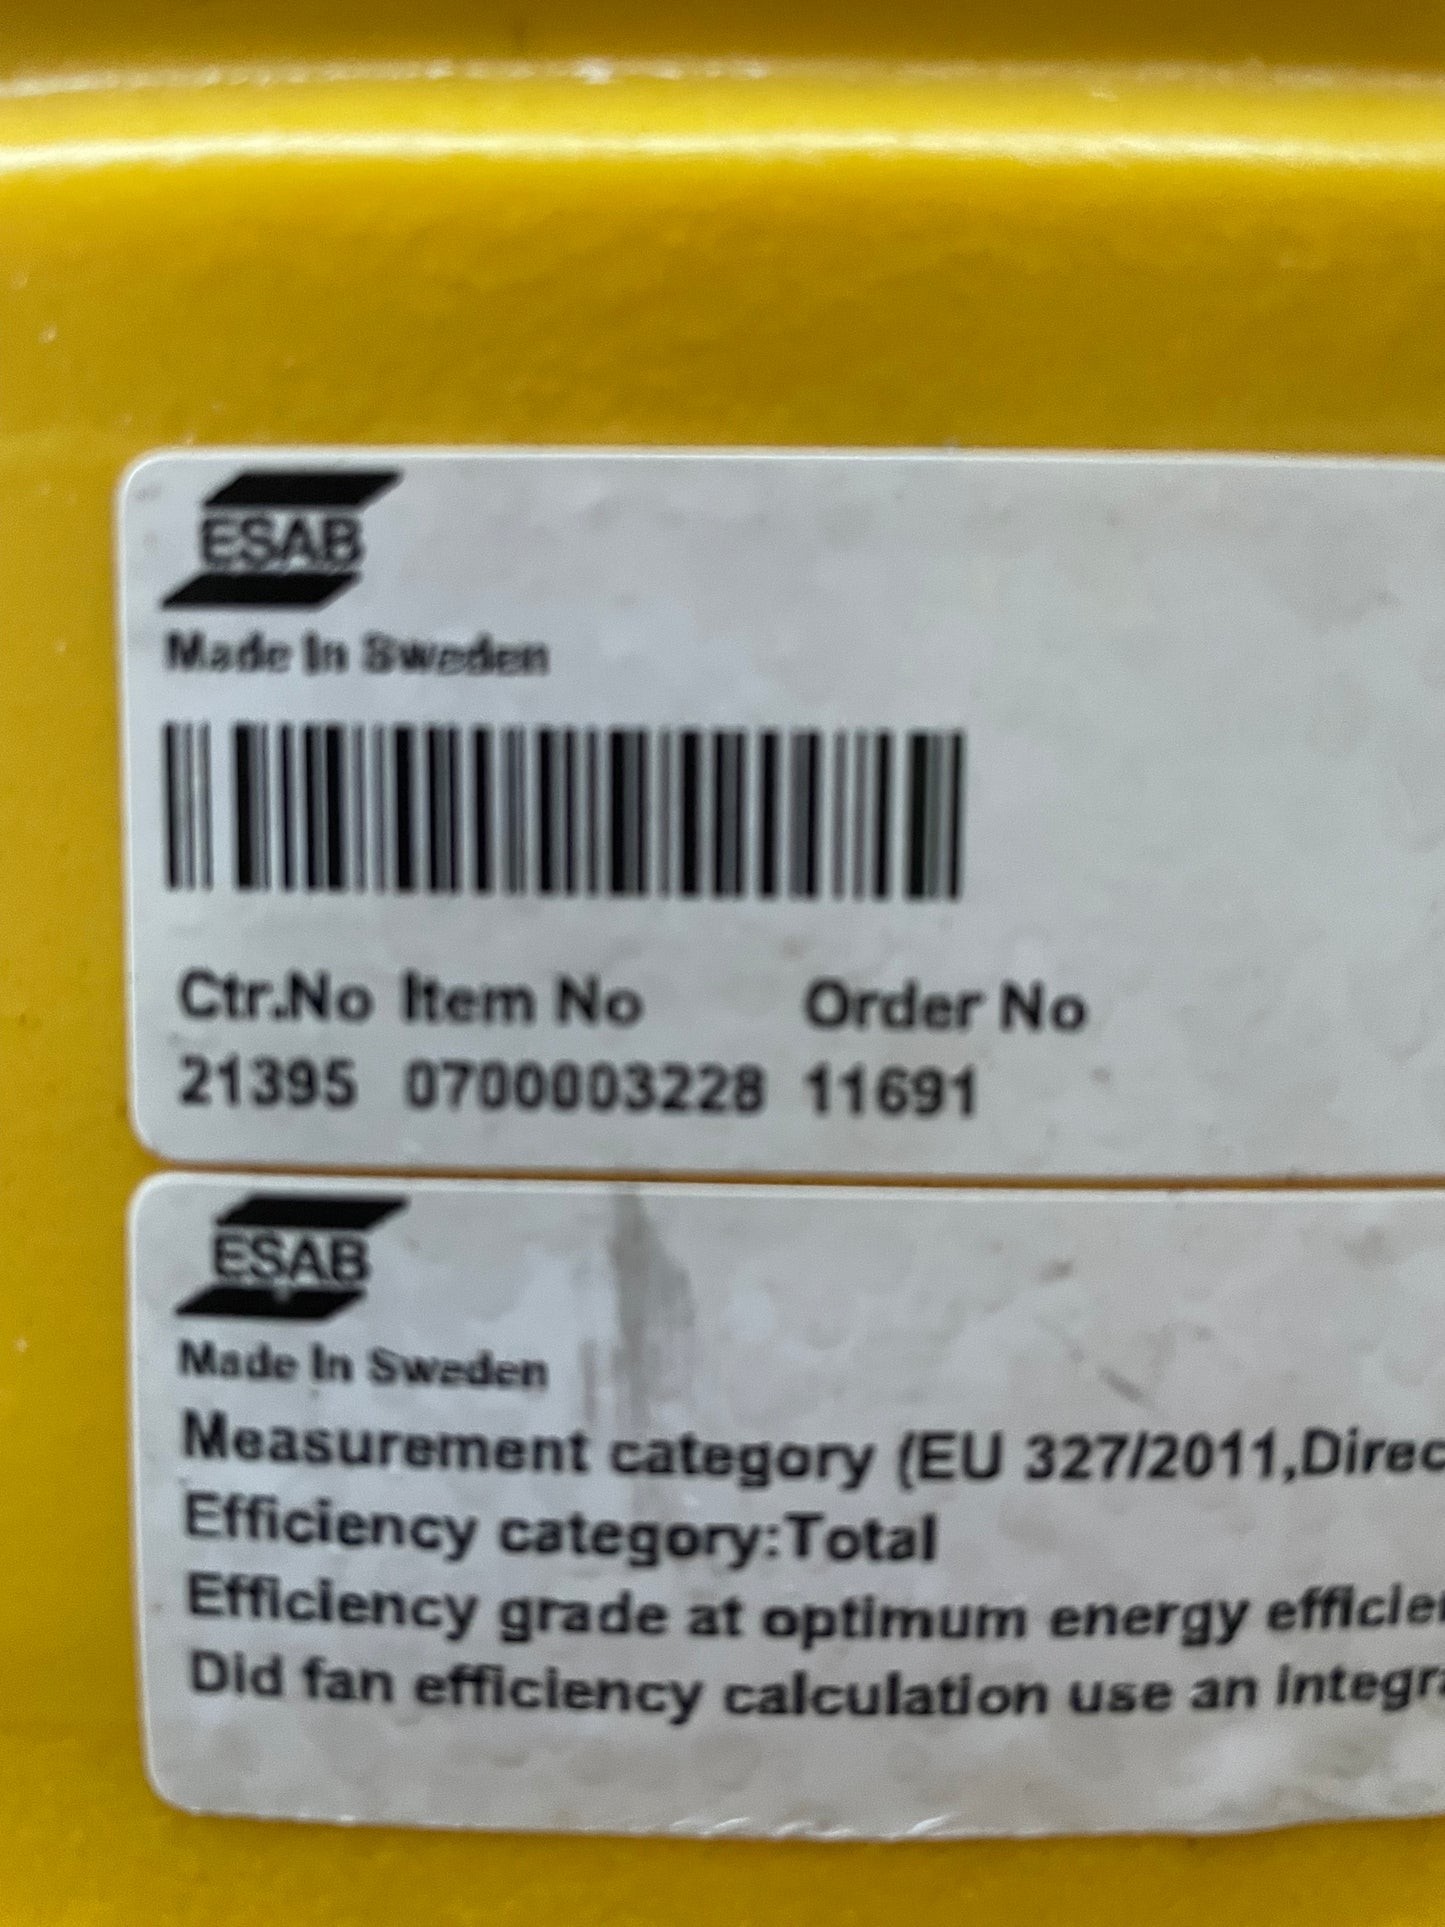 ESAB
Made In Sweden
Ctr.No Item No Order No
21395 0700003228 11691
ESAB
Made In Sweden
Measurement category (EU 327/2011,Direc
Efficiency category:Total
Efficiency grade at optimum energy efficie
Did fan efficiency calculation use an integra